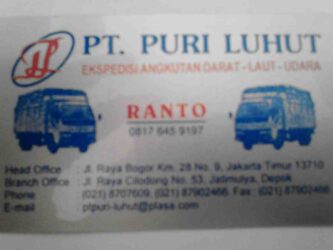 PT. PURI LUHUT
EKSPEDISI ANGKUTAN DARAT - LAUT - UDARA
RANTO
0817 645 9197
Head Office : Jl. Raya Bogor Km. 28 No. 9, Jakarta Timur 13710
Branch Office : Jl. Raya Cilodong No. 53, Jatimulya, Depok
Phone : (021) 8707609, (021) 87902466, Fax : (021) 87902466
E-mail : ptpuri-luhut@plasa.com